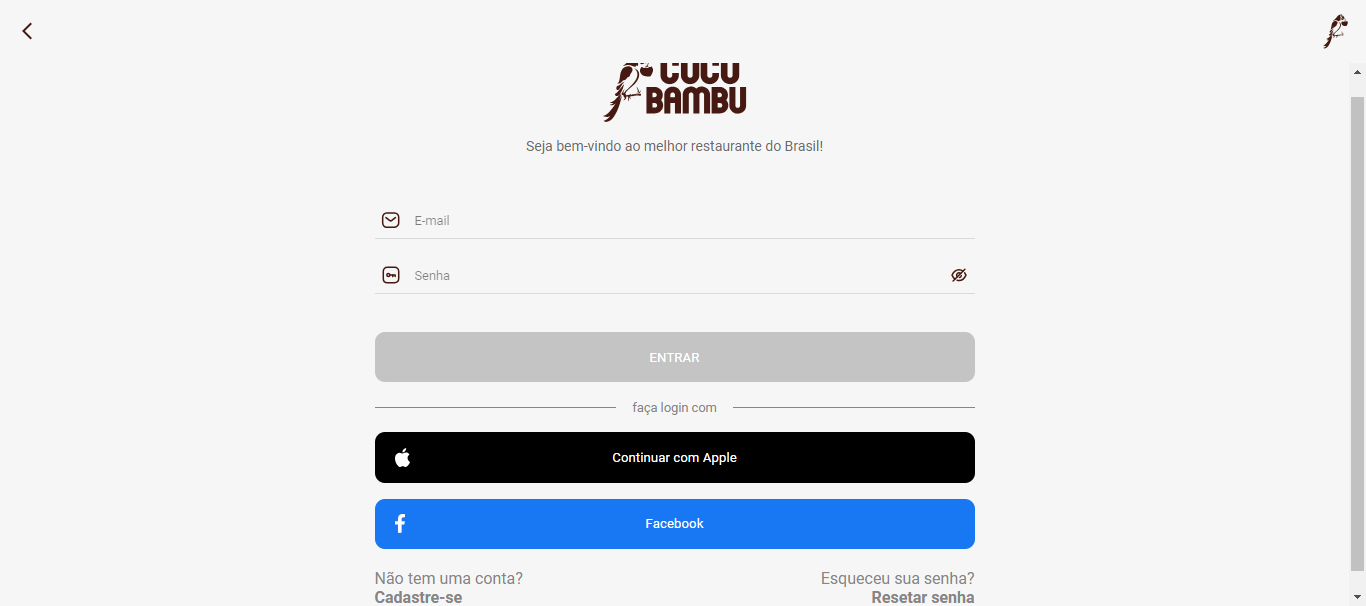 COCO
BAMBU
Seja bem-vindo ao melhor restaurante do Brasil!
E-mail
Senha
ENTRAR
faça login com
Continuar com Apple
Facebook
Não tem uma conta?
Cadastre-se
Esqueceu sua senha?
Resetar senha